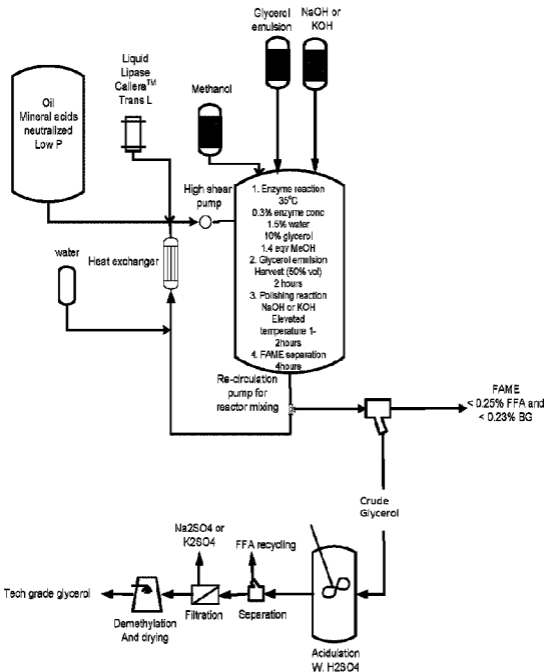 Glycerol
emulsion
NaOH or
KOH
Liquid
Lipase
Callera™
Trans L
Methanol
Oil
Mineral acids
neutralized
Low P
High shear
pump
1. Enzyme reaction
35°C
0.3% enzyme conc
1.5% water
10% glycerol
1.4 eqv MeOH
2. Glycerol emulsion
Harvest (50% vol)
2 hours
3. Polishing reaction
NaOH or KOH
Elevated
temperature 1-
2hours
4. FAME separation
4hours
water
Heat exchanger
Re-circulation
pump for
reactor mixing
FAME
< 0.25% FFA and
< 0.23% BG
Crude
Glycerol
Na2SO4 or
K2SO4
FFA recycling
Tech grade glycerol
Demethylation
And drying
Filtration
Separation
Acidulation
W. H2SO4